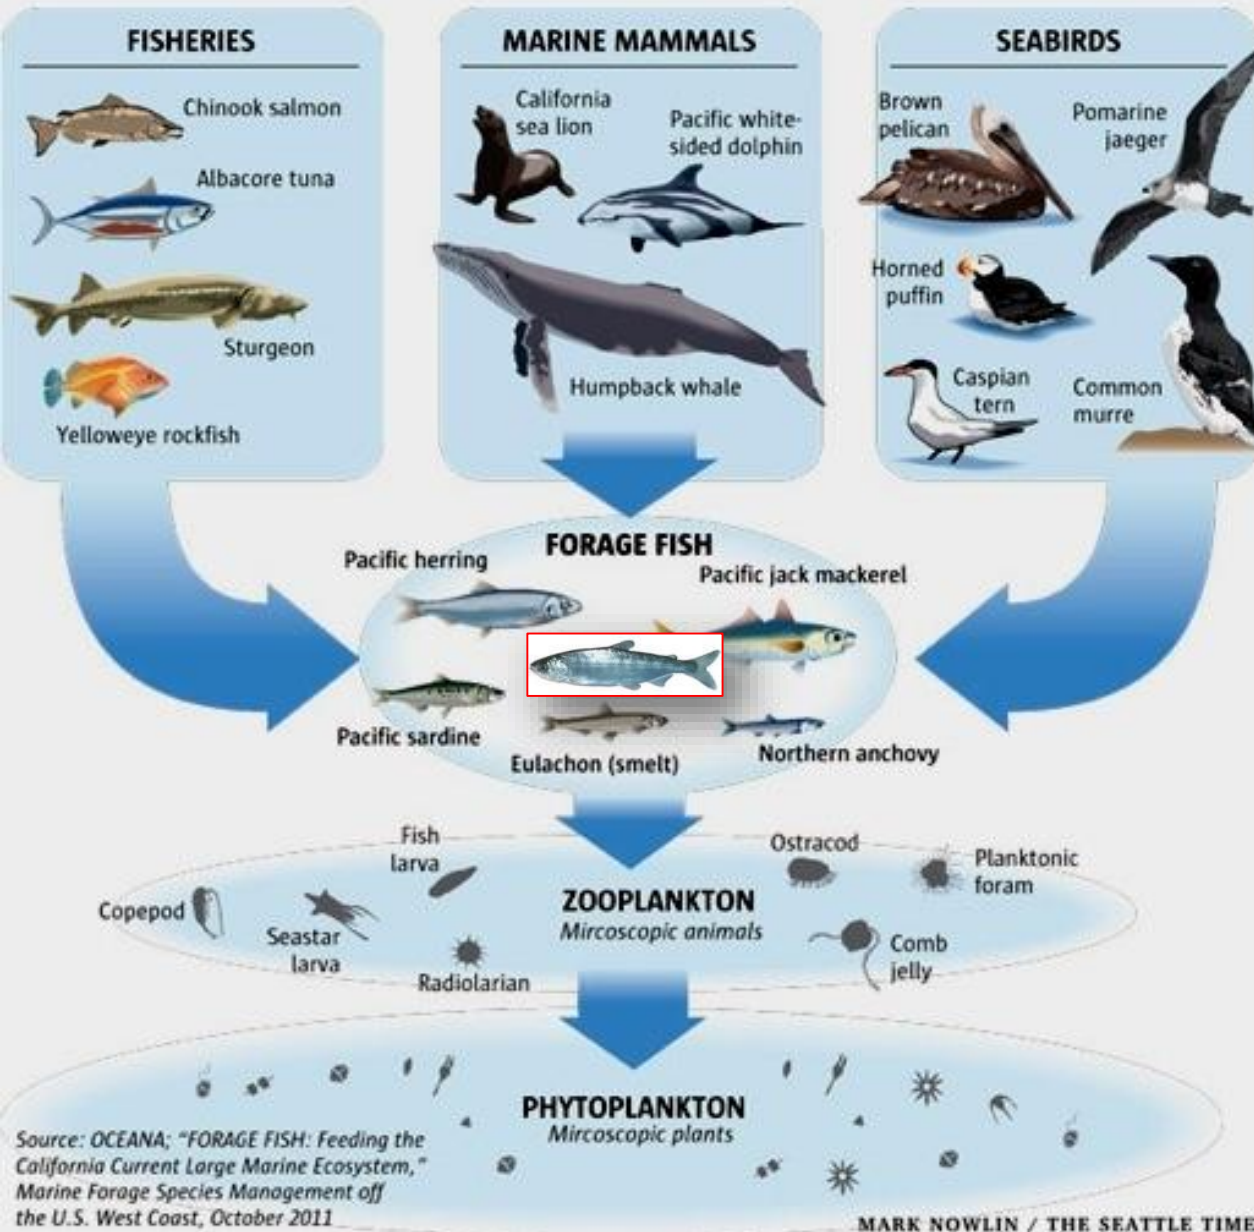 FISHERIES
Chinook salmon
Albacore tuna
Sturgeon
Yelloweye rockfish
MARINE MAMMALS
California
sea lion
Pacific white-
sided dolphin
Humpback whale
SEABIRDS
Brown
pelican
Pomarine
jaeger
Horned
puffin
Caspian
tern
Common
murre
FORAGE FISH
Pacific herring
Pacific jack mackerel
Pacific sardine
Eulachon (smelt)
Northern anchovy
Fish
larva
Ostracod
Planktonic
foram
Copepod
ZOOPLANKTON
Mircoscopic animals
Seastar
larva
Radiolarian
Comb
jelly
PHYTOPLANKTON
Mircoscopic plants
Source: OCEANA; “FORAGE FISH: Feeding the
California Current Large Marine Ecosystem,”
Marine Forage Species Management off
the U.S. West Coast, October 2011
MARK NOWLIN / THE SEATTLE TIME